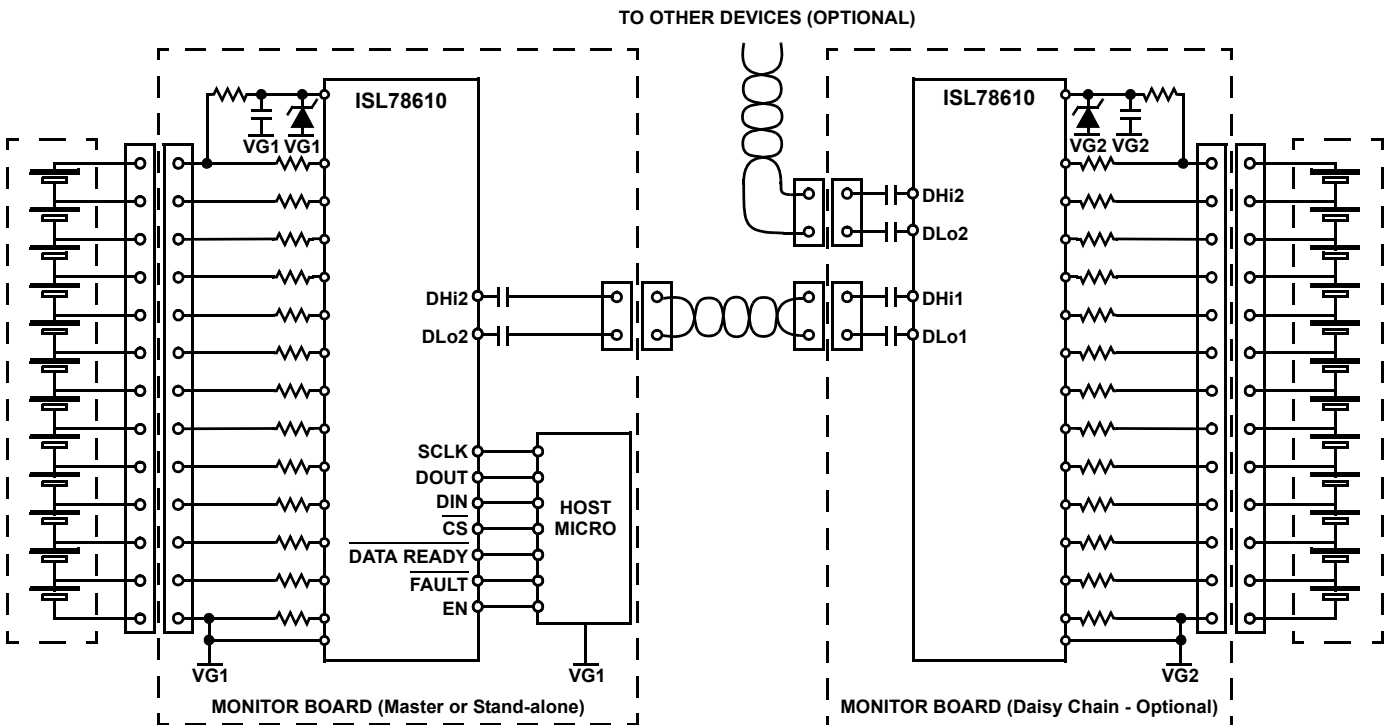 TO OTHER DEVICES (OPTIONAL)
ISL78610
VG1 VG1
DHi2
DLo2
SCLK
DOUT
DIN
CS
DATA READY
FAULT
EN
HOST
MICRO
VG1
VG1
MONITOR BOARD (Master or Stand-alone)
ISL78610
VG2 VG2
DHi2
DLo2
DHi1
DLo1
VG2
MONITOR BOARD (Daisy Chain - Optional)